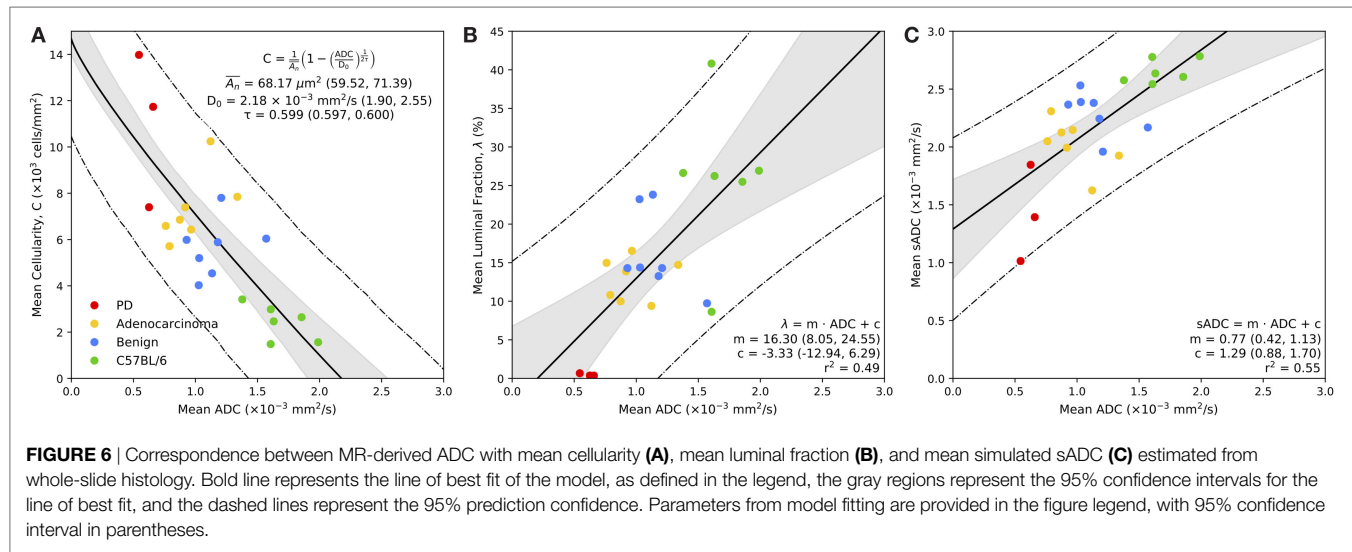 A
C = 1/A̅n̅ (1 − (ADC/D₀)^(1/2τ))
A̅n̅ = 68.17 μm² (59.52, 71.39)
D₀ = 2.18 × 10⁻³ mm²/s (1.90, 2.55)
τ = 0.599 (0.597, 0.600)
Mean Cellularity, C (×10³ cells/mm²)
14
12
10
8
6
4
2
0
PD
Adenocarcinoma
Benign
C57BL/6
0.0 0.5 1.0 1.5 2.0 2.5 3.0
Mean ADC (×10⁻³ mm²/s)
B
Mean Luminal Fraction, λ (%)
45
40
35
30
25
20
15
10
5
0
λ = m · ADC + c
m = 16.30 (8.05, 24.55)
c = -3.33 (-12.94, 6.29)
r² = 0.49
0.0 0.5 1.0 1.5 2.0 2.5 3.0
Mean ADC (×10⁻³ mm²/s)
C
Mean sADC (×10⁻³ mm²/s)
3.0
2.5
2.0
1.5
1.0
0.5
0.0
sADC = m · ADC + c
m = 0.77 (0.42, 1.13)
c = 1.29 (0.88, 1.70)
r² = 0.55
0.0 0.5 1.0 1.5 2.0 2.5 3.0
Mean ADC (×10⁻³ mm²/s)
FIGURE 6 | Correspondence between MR-derived ADC with mean cellularity (A), mean luminal fraction (B), and mean simulated sADC (C) estimated from
whole-slide histology. Bold line represents the line of best fit of the model, as defined in the legend, the gray regions represent the 95% confidence intervals for the
line of best fit, and the dashed lines represent the 95% prediction confidence. Parameters from model fitting are provided in the figure legend, with 95% confidence
interval in parentheses.